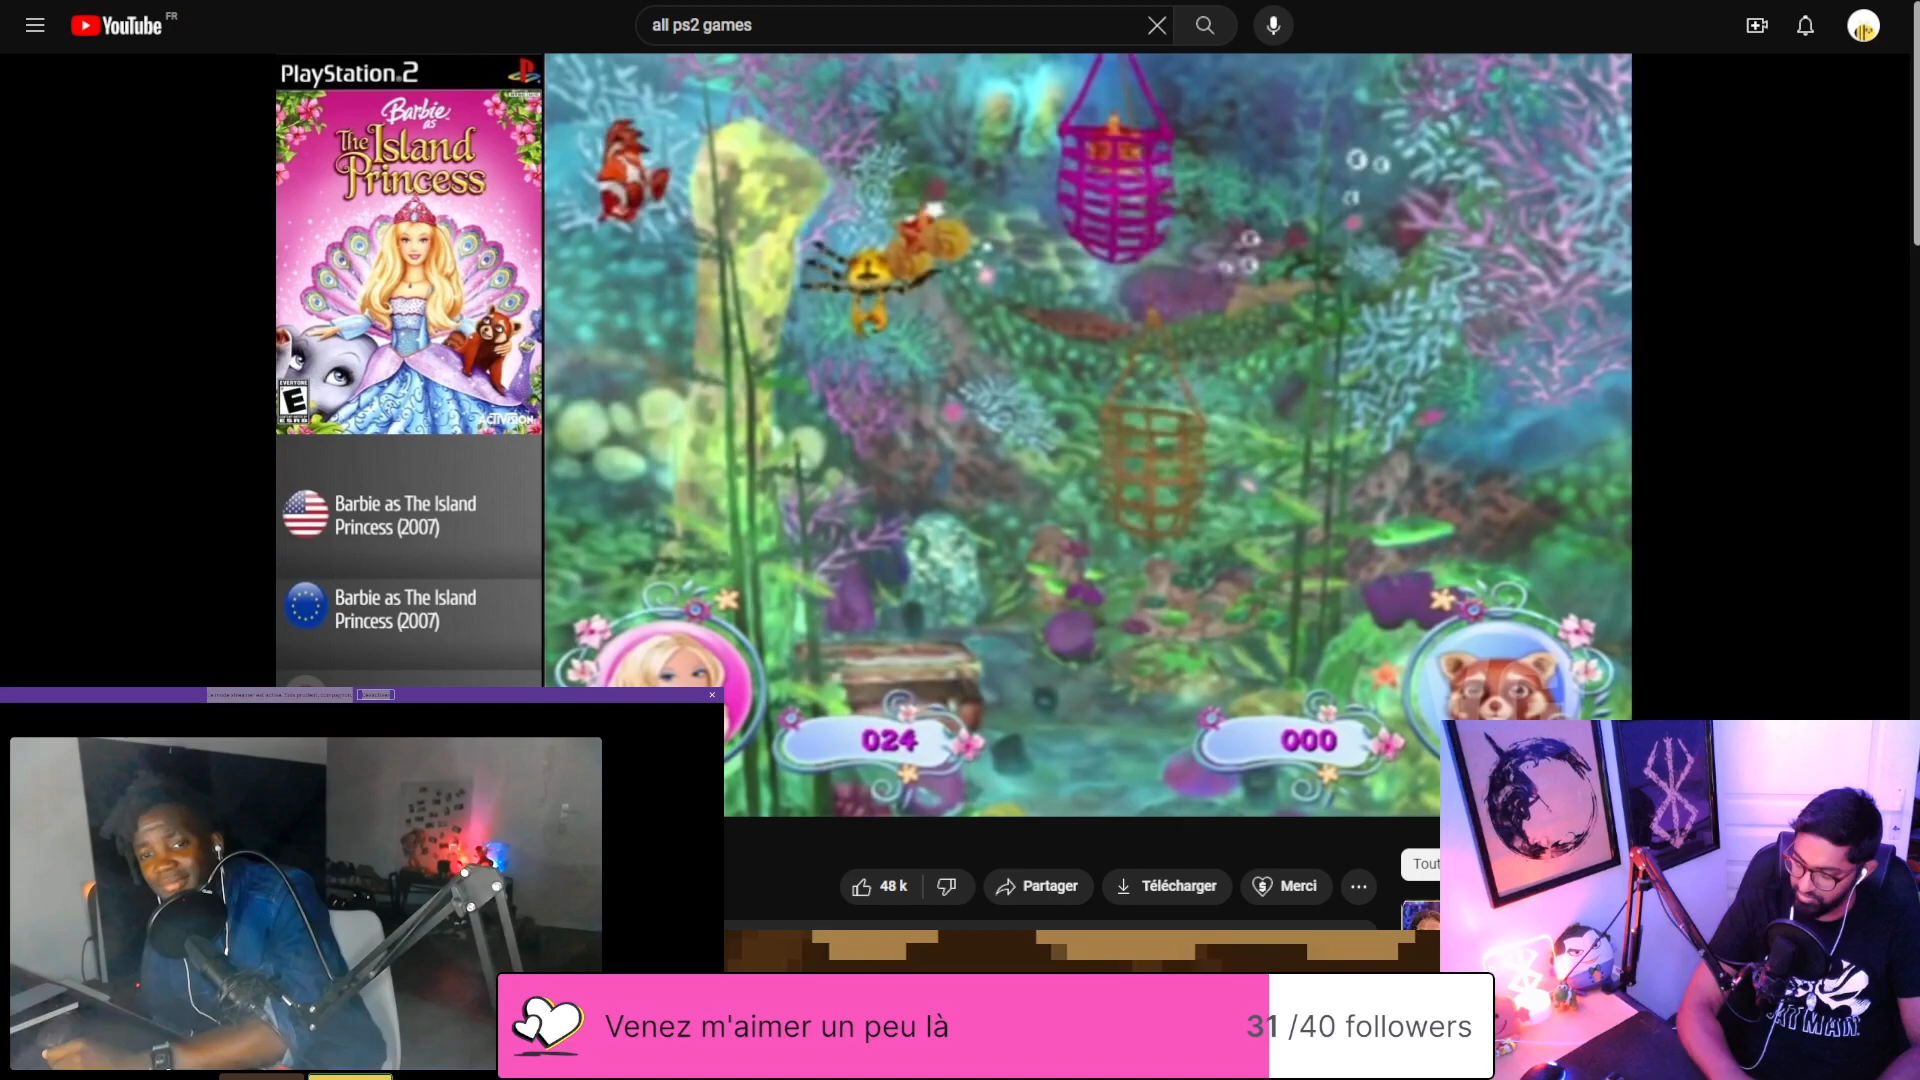 YouTube FR
all ps2 games
PlayStation 2
Barbie
as
The Island
Princess
EVERYONE
E
ESRB
ACTIVISION
Barbie as The Island
Princess (2007)
Barbie as The Island
Princess (2007)
024
000
48 k
Partager
Télécharger
Merci
Tout
Venez m'aimer un peu là
31 /40 followers